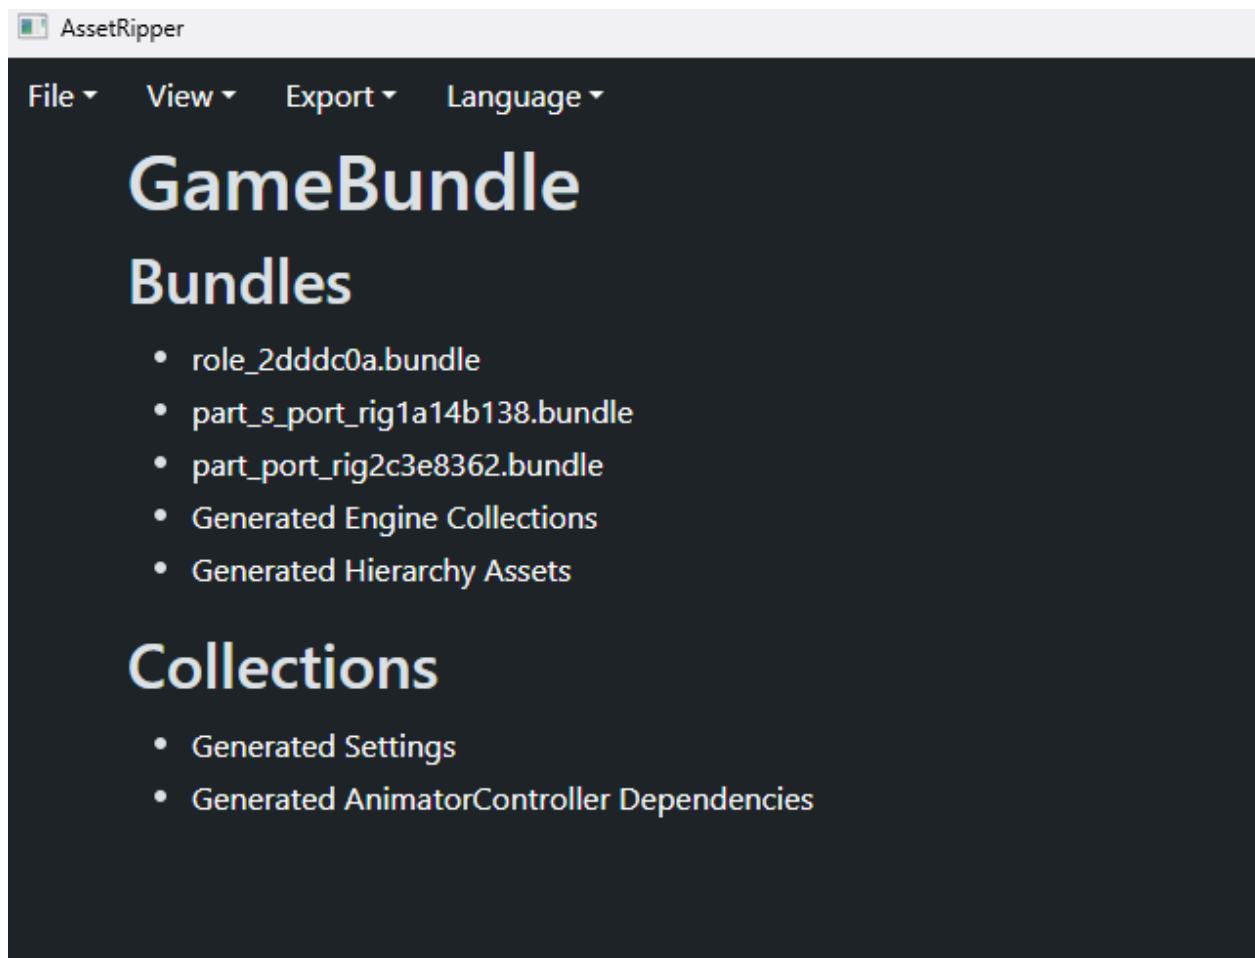 AssetRipper
File View Export Language
GameBundle
Bundles
role_2dddc0a.bundle
part_s_port_rig1a14b138.bundle
part_port_rig2c3e8362.bundle
Generated Engine Collections
Generated Hierarchy Assets
Collections
Generated Settings
Generated AnimatorController Dependencies